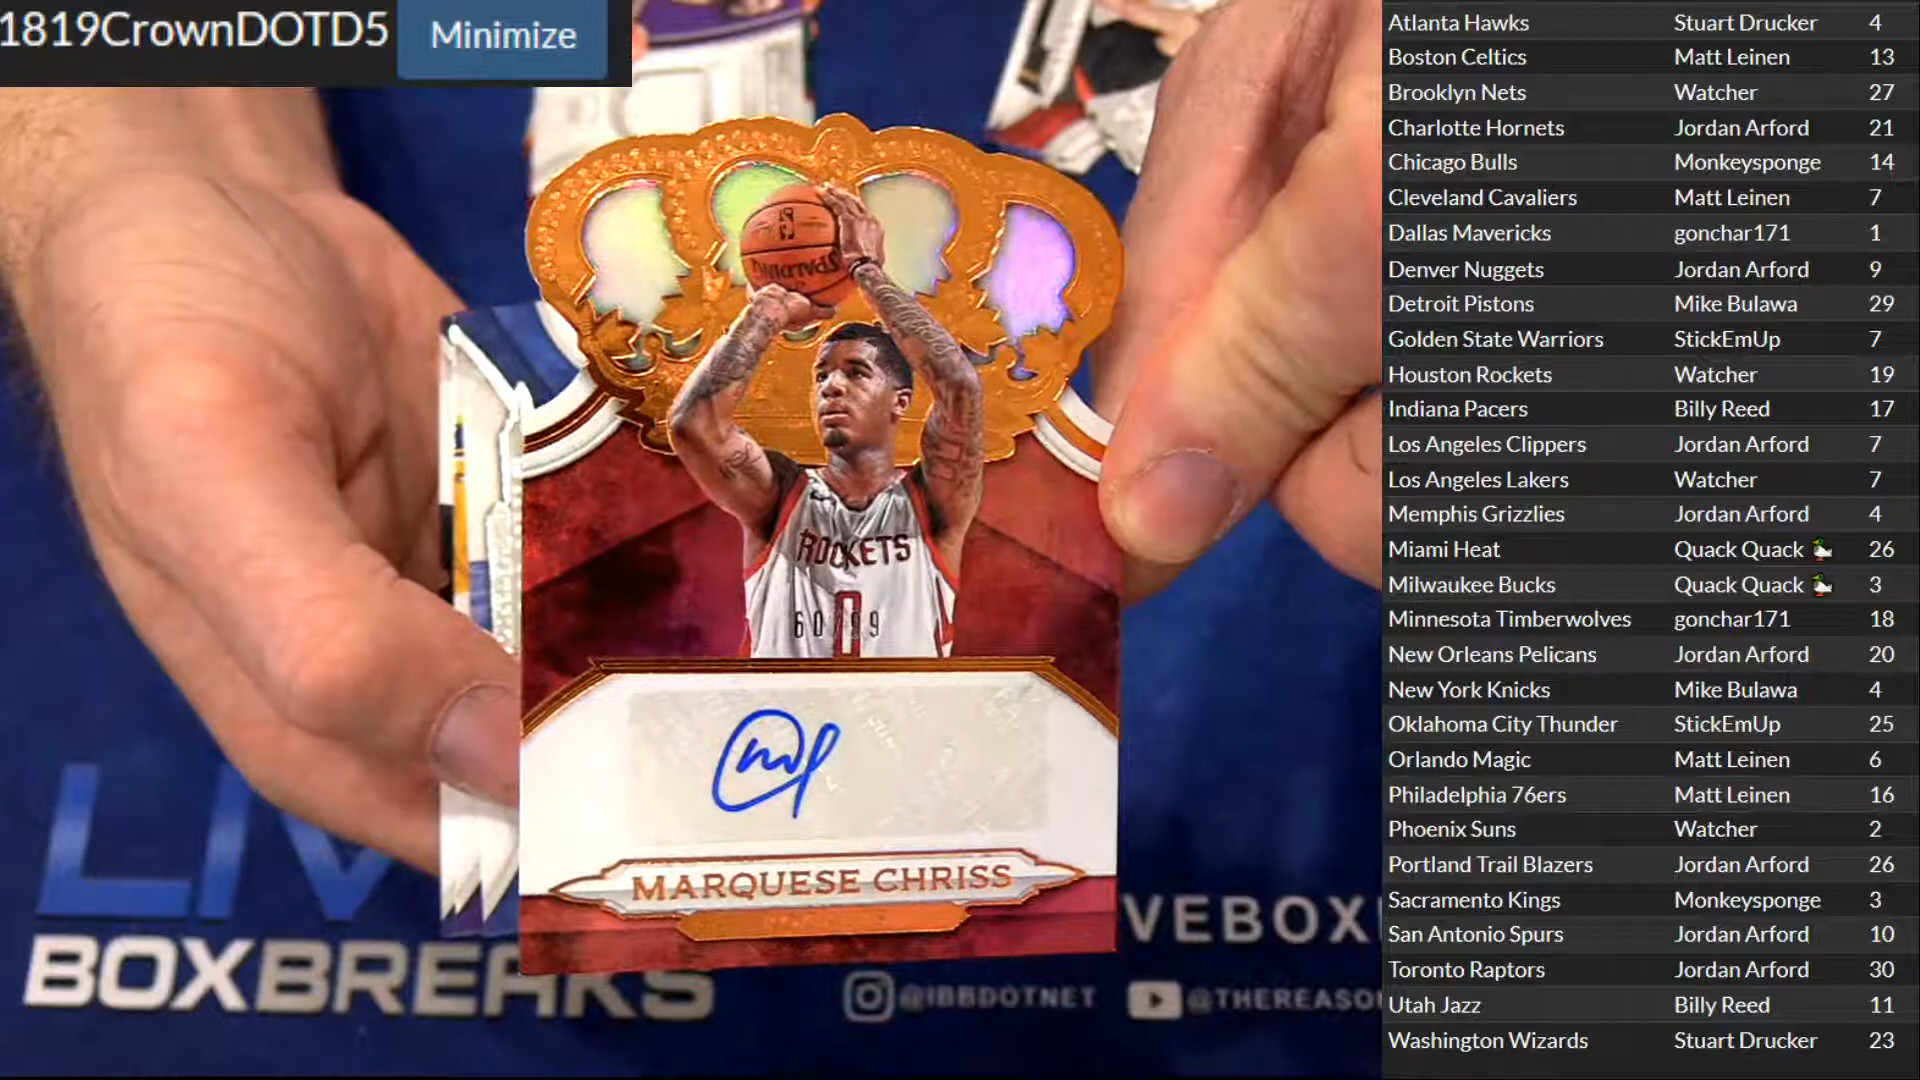 1819CrownDOTD5 Minimize
SPALDING
ROCKETS
0
60/99
MARQUESE CHRISS
LIV
BOXBREAKS
VEBOX
@IBBDOTNET
@THEREASO
Atlanta Hawks Stuart Drucker 4
Boston Celtics Matt Leinen 13
Brooklyn Nets Watcher 27
Charlotte Hornets Jordan Arford 21
Chicago Bulls Monkeysponge 14
Cleveland Cavaliers Matt Leinen 7
Dallas Mavericks gonchar171 1
Denver Nuggets Jordan Arford 9
Detroit Pistons Mike Bulawa 29
Golden State Warriors StickEmUp 7
Houston Rockets Watcher 19
Indiana Pacers Billy Reed 17
Los Angeles Clippers Jordan Arford 7
Los Angeles Lakers Watcher 7
Memphis Grizzlies Jordan Arford 4
Miami Heat Quack Quack 🦆 26
Milwaukee Bucks Quack Quack 🦆 3
Minnesota Timberwolves gonchar171 18
New Orleans Pelicans Jordan Arford 20
New York Knicks Mike Bulawa 4
Oklahoma City Thunder StickEmUp 25
Orlando Magic Matt Leinen 6
Philadelphia 76ers Matt Leinen 16
Phoenix Suns Watcher 2
Portland Trail Blazers Jordan Arford 26
Sacramento Kings Monkeysponge 3
San Antonio Spurs Jordan Arford 10
Toronto Raptors Jordan Arford 30
Utah Jazz Billy Reed 11
Washington Wizards Stuart Drucker 23